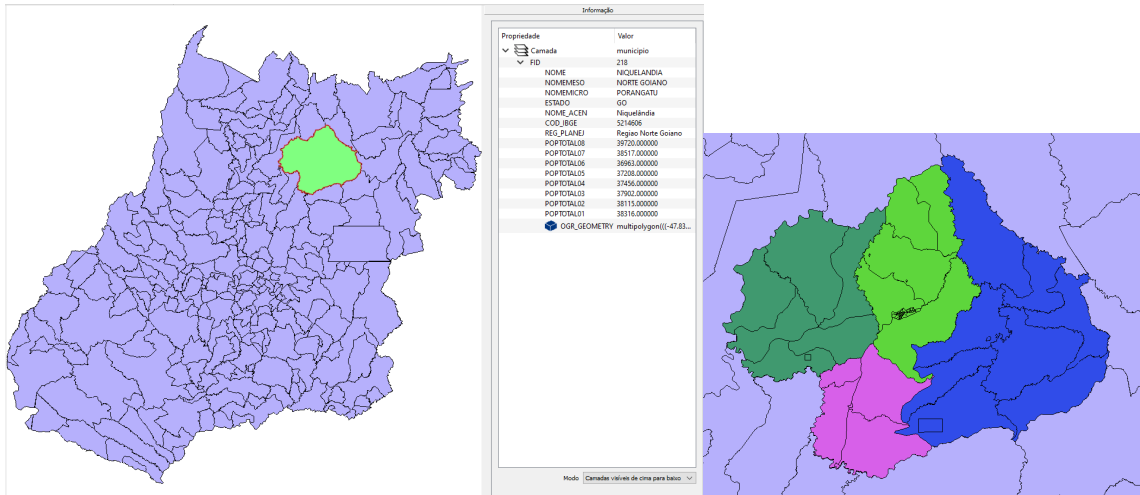 Informação
Propriedade Valor
Camada municipio
FID 218
NOME NIQUELANDIA
NOMEMESO NORTE GOIANO
NOMEMICRO PORANGATU
ESTADO GO
NOME_ACEN Niquelândia
COD_IBGE 5214606
REG_PLANEJ Regiao Norte Goiano
POPTOTAL08 39720.000000
POPTOTAL07 38517.000000
POPTOTAL06 36963.000000
POPTOTAL05 37208.000000
POPTOTAL04 37456.000000
POPTOTAL03 37902.000000
POPTOTAL02 38115.000000
POPTOTAL01 38316.000000
OGR_GEOMETRY multipolygon(((-47.83...
Modo Camadas visíveis de cima para baixo